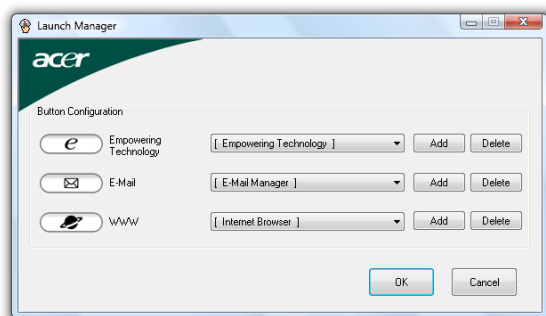 Launch Manager
acer
Button Configuration
e
Empowering
Technology
[ Empowering Technology ]
Add
Delete
E-Mail
[ E-Mail Manager ]
Add
Delete
WWW
[ Internet Browser ]
Add
Delete
OK
Cancel